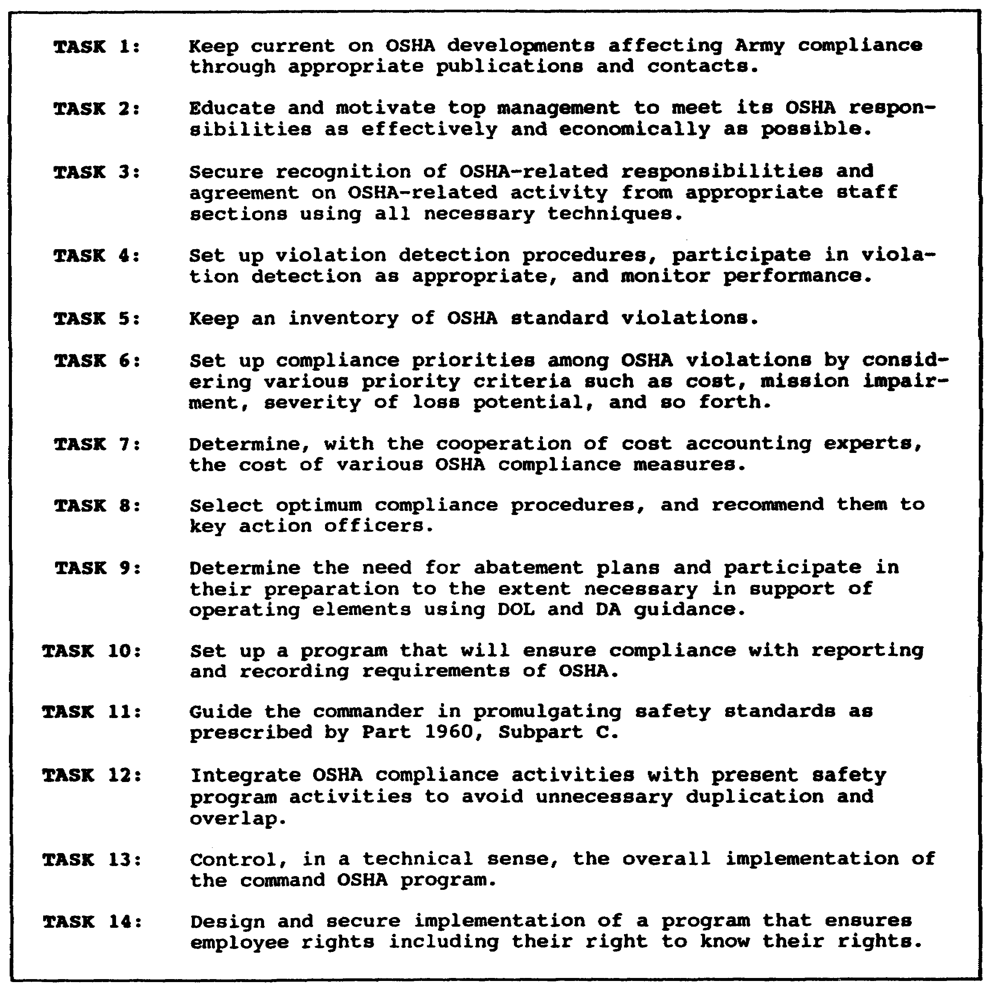 TASK 1: Keep current on OSHA developments affecting Army compliance
through appropriate publications and contacts.
TASK 2: Educate and motivate top management to meet its OSHA respon-
sibilities as effectively and economically as possible.
TASK 3: Secure recognition of OSHA-related responsibilities and
agreement on OSHA-related activity from appropriate staff
sections using all necessary techniques.
TASK 4: Set up violation detection procedures, participate in viola-
tion detection as appropriate, and monitor performance.
TASK 5: Keep an inventory of OSHA standard violations.
TASK 6: Set up compliance priorities among OSHA violations by consid-
ering various priority criteria such as cost, mission impair-
ment, severity of loss potential, and so forth.
TASK 7: Determine, with the cooperation of cost accounting experts,
the cost of various OSHA compliance measures.
TASK 8: Select optimum compliance procedures, and recommend them to
key action officers.
TASK 9: Determine the need for abatement plans and participate in
their preparation to the extent necessary in support of
operating elements using DOL and DA guidance.
TASK 10: Set up a program that will ensure compliance with reporting
and recording requirements of OSHA.
TASK 11: Guide the commander in promulgating safety standards as
prescribed by Part 1960, Subpart C.
TASK 12: Integrate OSHA compliance activities with present safety
program activities to avoid unnecessary duplication and
overlap.
TASK 13: Control, in a technical sense, the overall implementation of
the command OSHA program.
TASK 14: Design and secure implementation of a program that ensures
employee rights including their right to know their rights.